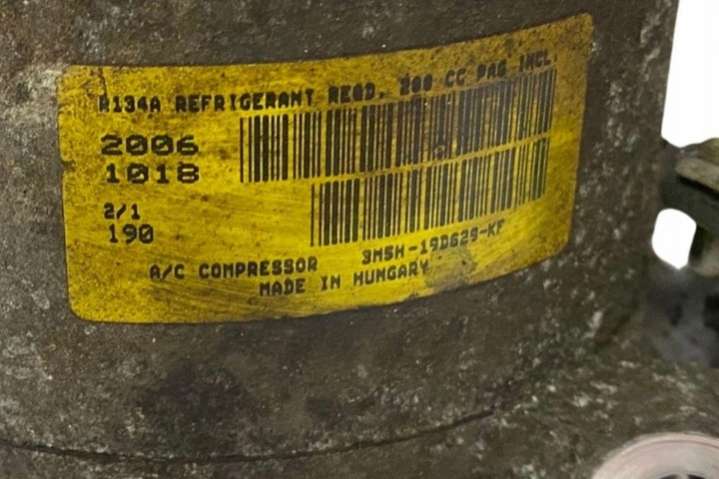 R134A REFRIGERANT REQD. 200 CC PAG INCL
2006
1018
2/1
190
3M5H-19D629-KF
A/C COMPRESSOR
MADE IN HUNGARY